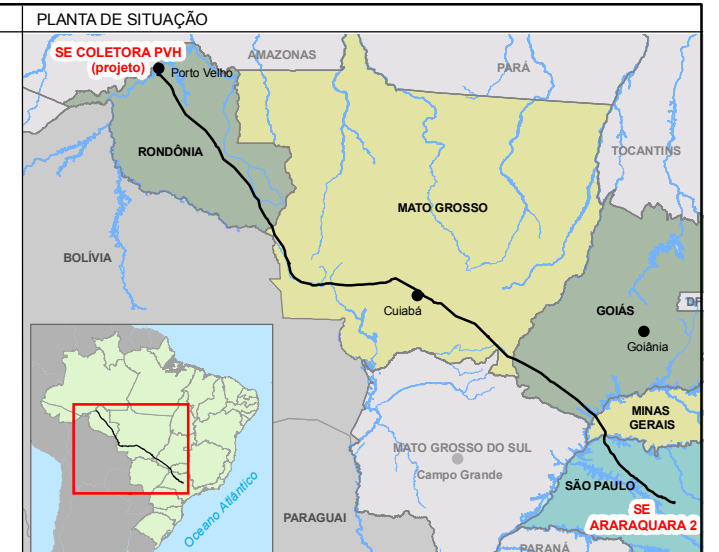 PLANTA DE SITUAÇÃO
SE COLETORA PVH
(projeto)
Porto Velho
AMAZONAS
PARÁ
TOCANTINS
RONDÔNIA
MATO GROSSO
BOLÍVIA
Cuiabá
GOIÁS
DF
Goiânia
MINAS
GERAIS
MATO GROSSO DO SUL
Campo Grande
SÃO PAULO
SE
ARARAQUARA 2
Oceano Atlântico
PARAGUAI
PARANÁ